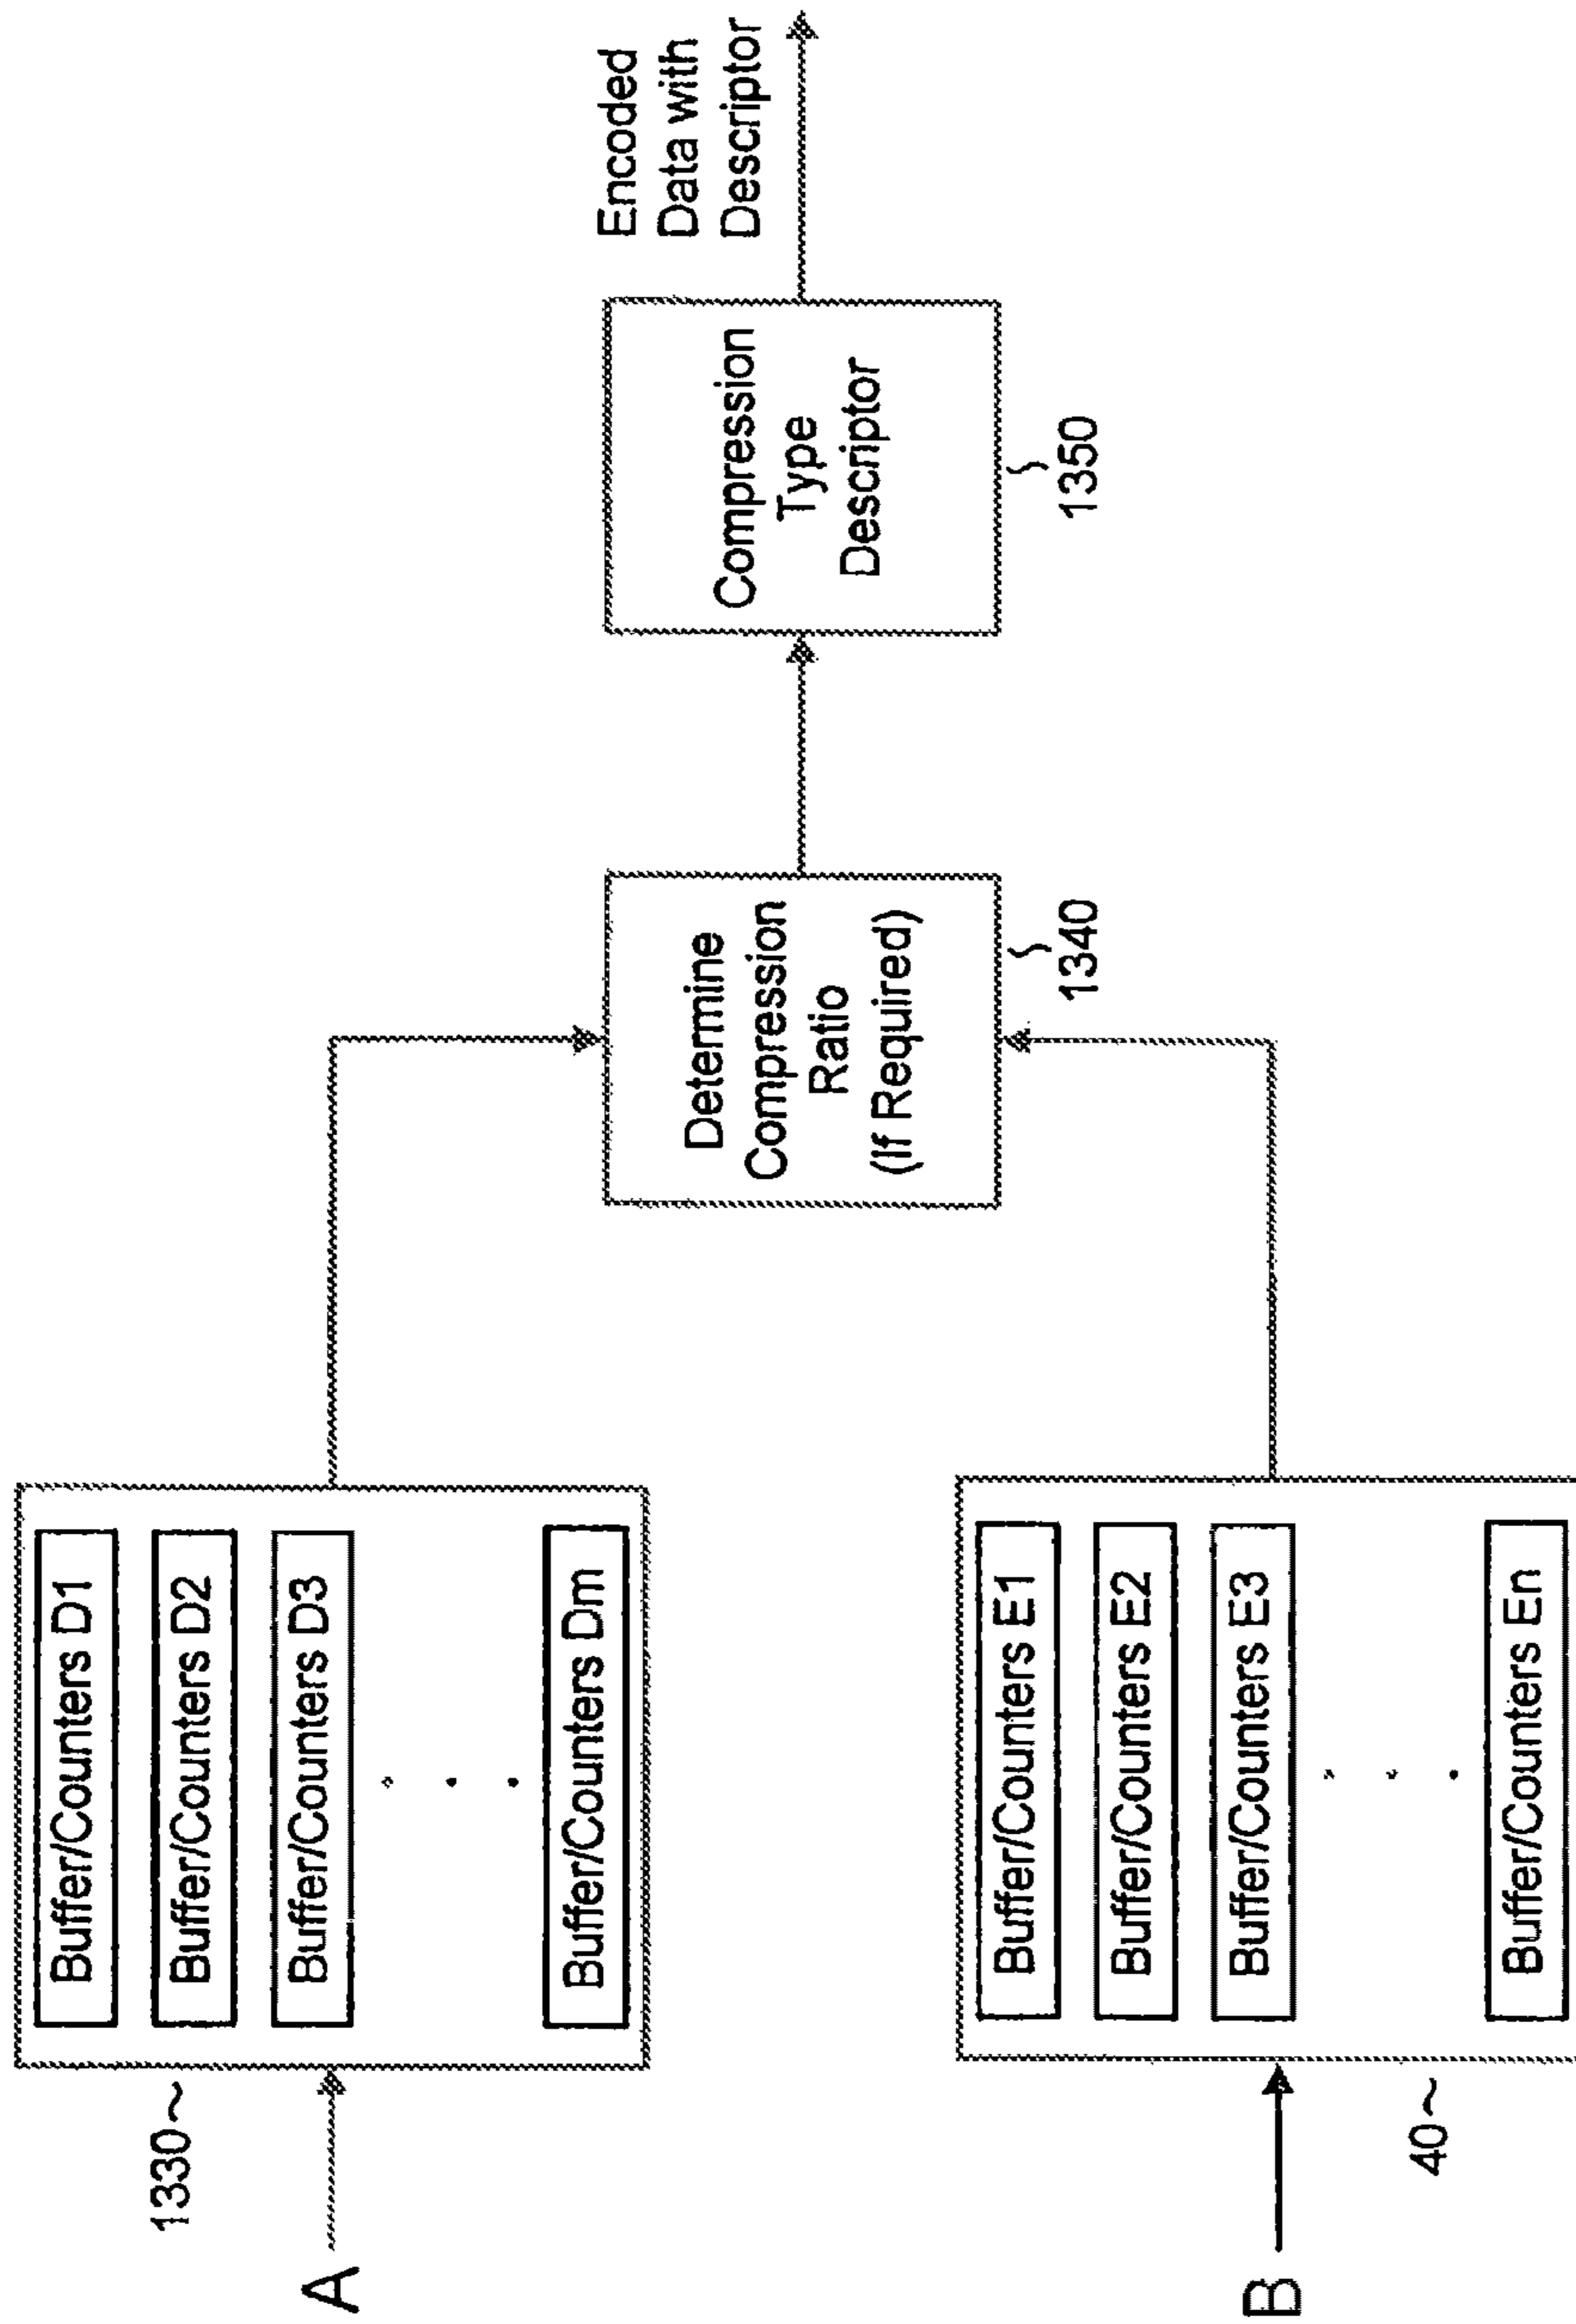 A
1330
Buffer/Counters D1
Buffer/Counters D2
Buffer/Counters D3
Buffer/Counters Dm
B
40
Buffer/Counters E1
Buffer/Counters E2
Buffer/Counters E3
Buffer/Counters En
Determine
Compression
Ratio
(If Required)
1340
Compression
Type
Descriptor
1350
Encoded
Data with
Descriptor